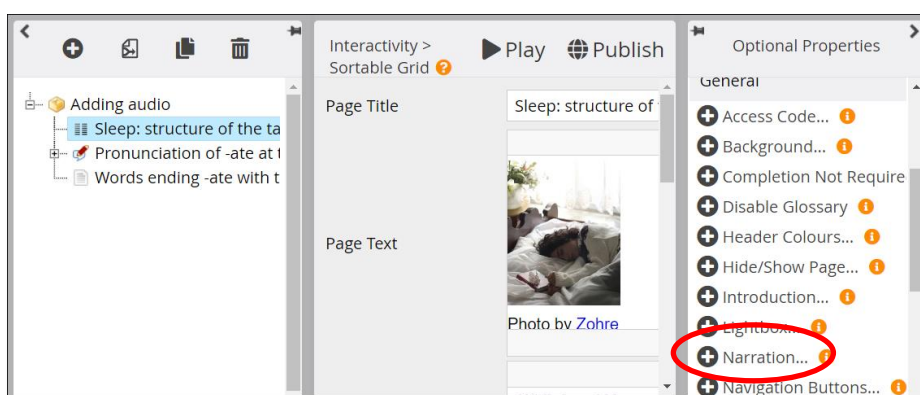 Interactivity >
Sortable Grid ?
Play
Publish
Optional Properties
Adding audio
Sleep: structure of the ta
Pronunciation of -ate at t
Words ending -ate with t
Page Title
Sleep: structure of
Page Text
Photo by Zohre
General
Access Code...
Background...
Completion Not Require
Disable Glossary
Header Colours...
Hide/Show Page...
Introduction...
Lightbox...
Narration...
Navigation Buttons...